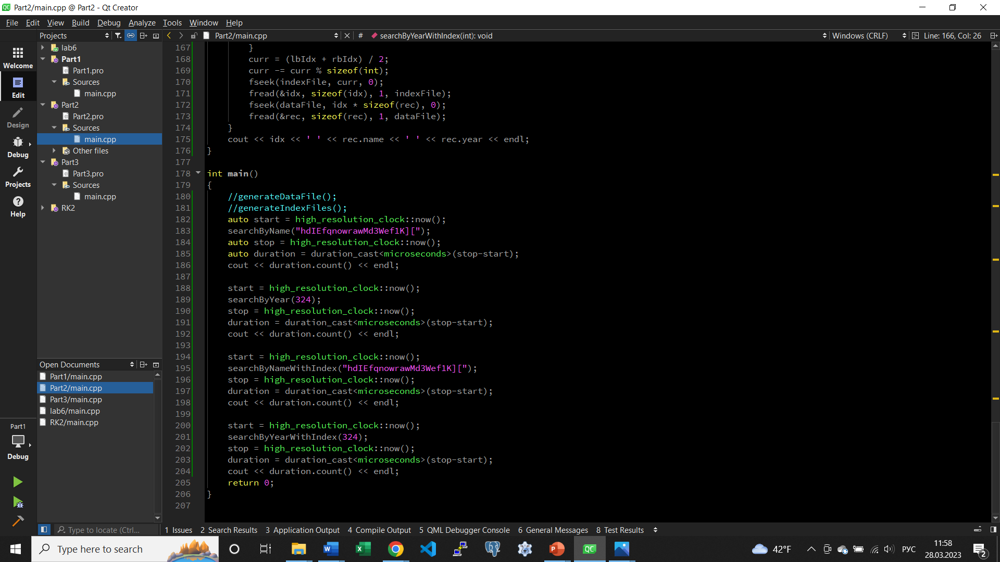 Part2/main.cpp @ Part2 - Qt Creator
File Edit View Build Debug Analyze Tools Window Help
Projects
Part2/main.cpp
#
searchByYearWithIndex(int): void
Windows (CRLF)
Line: 166, Col: 26
Welcome
Edit
Design
Debug
Projects
Help
lab6
Part1
Part1.pro
Sources
main.cpp
Part2
Part2.pro
Sources
main.cpp
Other files
Part3
Part3.pro
Sources
main.cpp
RK2
Open Documents
Part1/main.cpp
Part2/main.cpp
Part3/main.cpp
lab6/main.cpp
RK2/main.cpp
Part1
Debug
167 }
168 curr = (lbIdx + rbIdx) / 2;
169 curr -= curr % sizeof(int);
170 fseek(indexFile, curr, 0);
171 fread(&idx, sizeof(idx), 1, indexFile);
172 fseek(dataFile, idx * sizeof(rec), 0);
173 fread(&rec, sizeof(rec), 1, dataFile);
174 }
175 cout << idx << ' ' << rec.name << ' ' << rec.year << endl;
176 }
177
178 int main()
179 {
180 //generateDataFile();
181 //generateIndexFiles();
182 auto start = high_resolution_clock::now();
183 searchByName("hdIEfqnowrawMd3Wef1K][");
184 auto stop = high_resolution_clock::now();
185 auto duration = duration_cast<microseconds>(stop-start);
186 cout << duration.count() << endl;
187
188 start = high_resolution_clock::now();
189 searchByYear(324);
190 stop = high_resolution_clock::now();
191 duration = duration_cast<microseconds>(stop-start);
192 cout << duration.count() << endl;
193
194 start = high_resolution_clock::now();
195 searchByNameWithIndex("hdIEfqnowrawMd3Wef1K][");
196 stop = high_resolution_clock::now();
197 duration = duration_cast<microseconds>(stop-start);
198 cout << duration.count() << endl;
199
200 start = high_resolution_clock::now();
201 searchByYearWithIndex(324);
202 stop = high_resolution_clock::now();
203 duration = duration_cast<microseconds>(stop-start);
204 cout << duration.count() << endl;
205 return 0;
206 }
207
Type to locate (Ctrl...
1 Issues 2 Search Results 3 Application Output 4 Compile Output 5 QML Debugger Console 6 General Messages 8 Test Results
Type here to search
42°F
РУС
11:58
28.03.2023
2